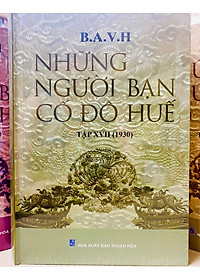 B.A.V.H
NHỮNG
NGƯỜI BẠN
CỐ ĐÔ HUẾ
TẬP XVII (1930)
NHÀ XUẤT BẢN THUẬN HÓA